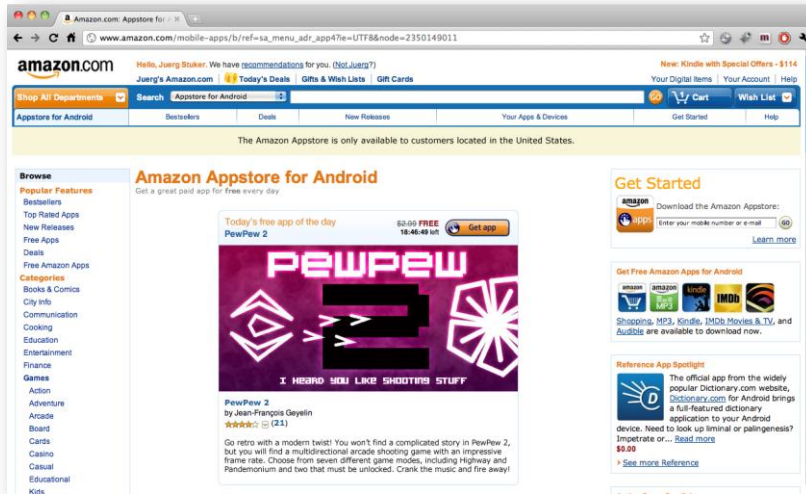 Amazon.com: Appstore for A
www.amazon.com/mobile-apps/b/ref=sa_menu_adr_app4?ie=UTF8&node=2350149011
amazon.com
Hello, Juerg Stuker. We have recommendations for you. (Not Juerg?)
New: Kindle with Special Offers - $114
Juerg's Amazon.com Today's Deals Gifts & Wish Lists Gift Cards
Your Digital Items Your Account Help
Shop All Departments Search Appstore for Android GO Cart Wish List
Appstore for Android Bestsellers Deals New Releases Your Apps & Devices Get Started Help
The Amazon Appstore is only available to customers located in the United States.
Browse
Popular Features
Bestsellers
Top Rated Apps
New Releases
Free Apps
Deals
Free Amazon Apps
Categories
Books & Comics
City Info
Communication
Cooking
Education
Entertainment
Finance
Games
Action
Adventure
Arcade
Board
Cards
Casino
Casual
Educational
Kids
Amazon Appstore for Android
Get a great paid app for free every day
Today's free app of the day
PewPew 2
$2.99 FREE
18:46:49 left
Get app
PewPew
2
I HEARD YOU LIKE SHOOTING STUFF
PewPew 2
by Jean-François Geyelin
(21)
Go retro with a modern twist! You won't find a complicated story in PewPew 2,
but you will find a multidirectional arcade shooting game with an impressive
frame rate. Choose from seven different game modes, including Highway and
Pandemonium and two that must be unlocked. Crank the music and fire away!
Get Started
amazon
apps
Download the Amazon Appstore:
Enter your mobile number or e-mail GO
Learn more
Get Free Amazon Apps for Android
amazon amazon MP3 kindle IMDb
Shopping, MP3, Kindle, IMDb Movies & TV, and
Audible are available to download now.
Reference App Spotlight
The official app from the widely
popular Dictionary.com website,
Dictionary.com for Android brings
a full-featured dictionary
application to your Android
device. Need to look up liminal or palingenesis?
Impetrate or... Read more
$0.00
See more Reference